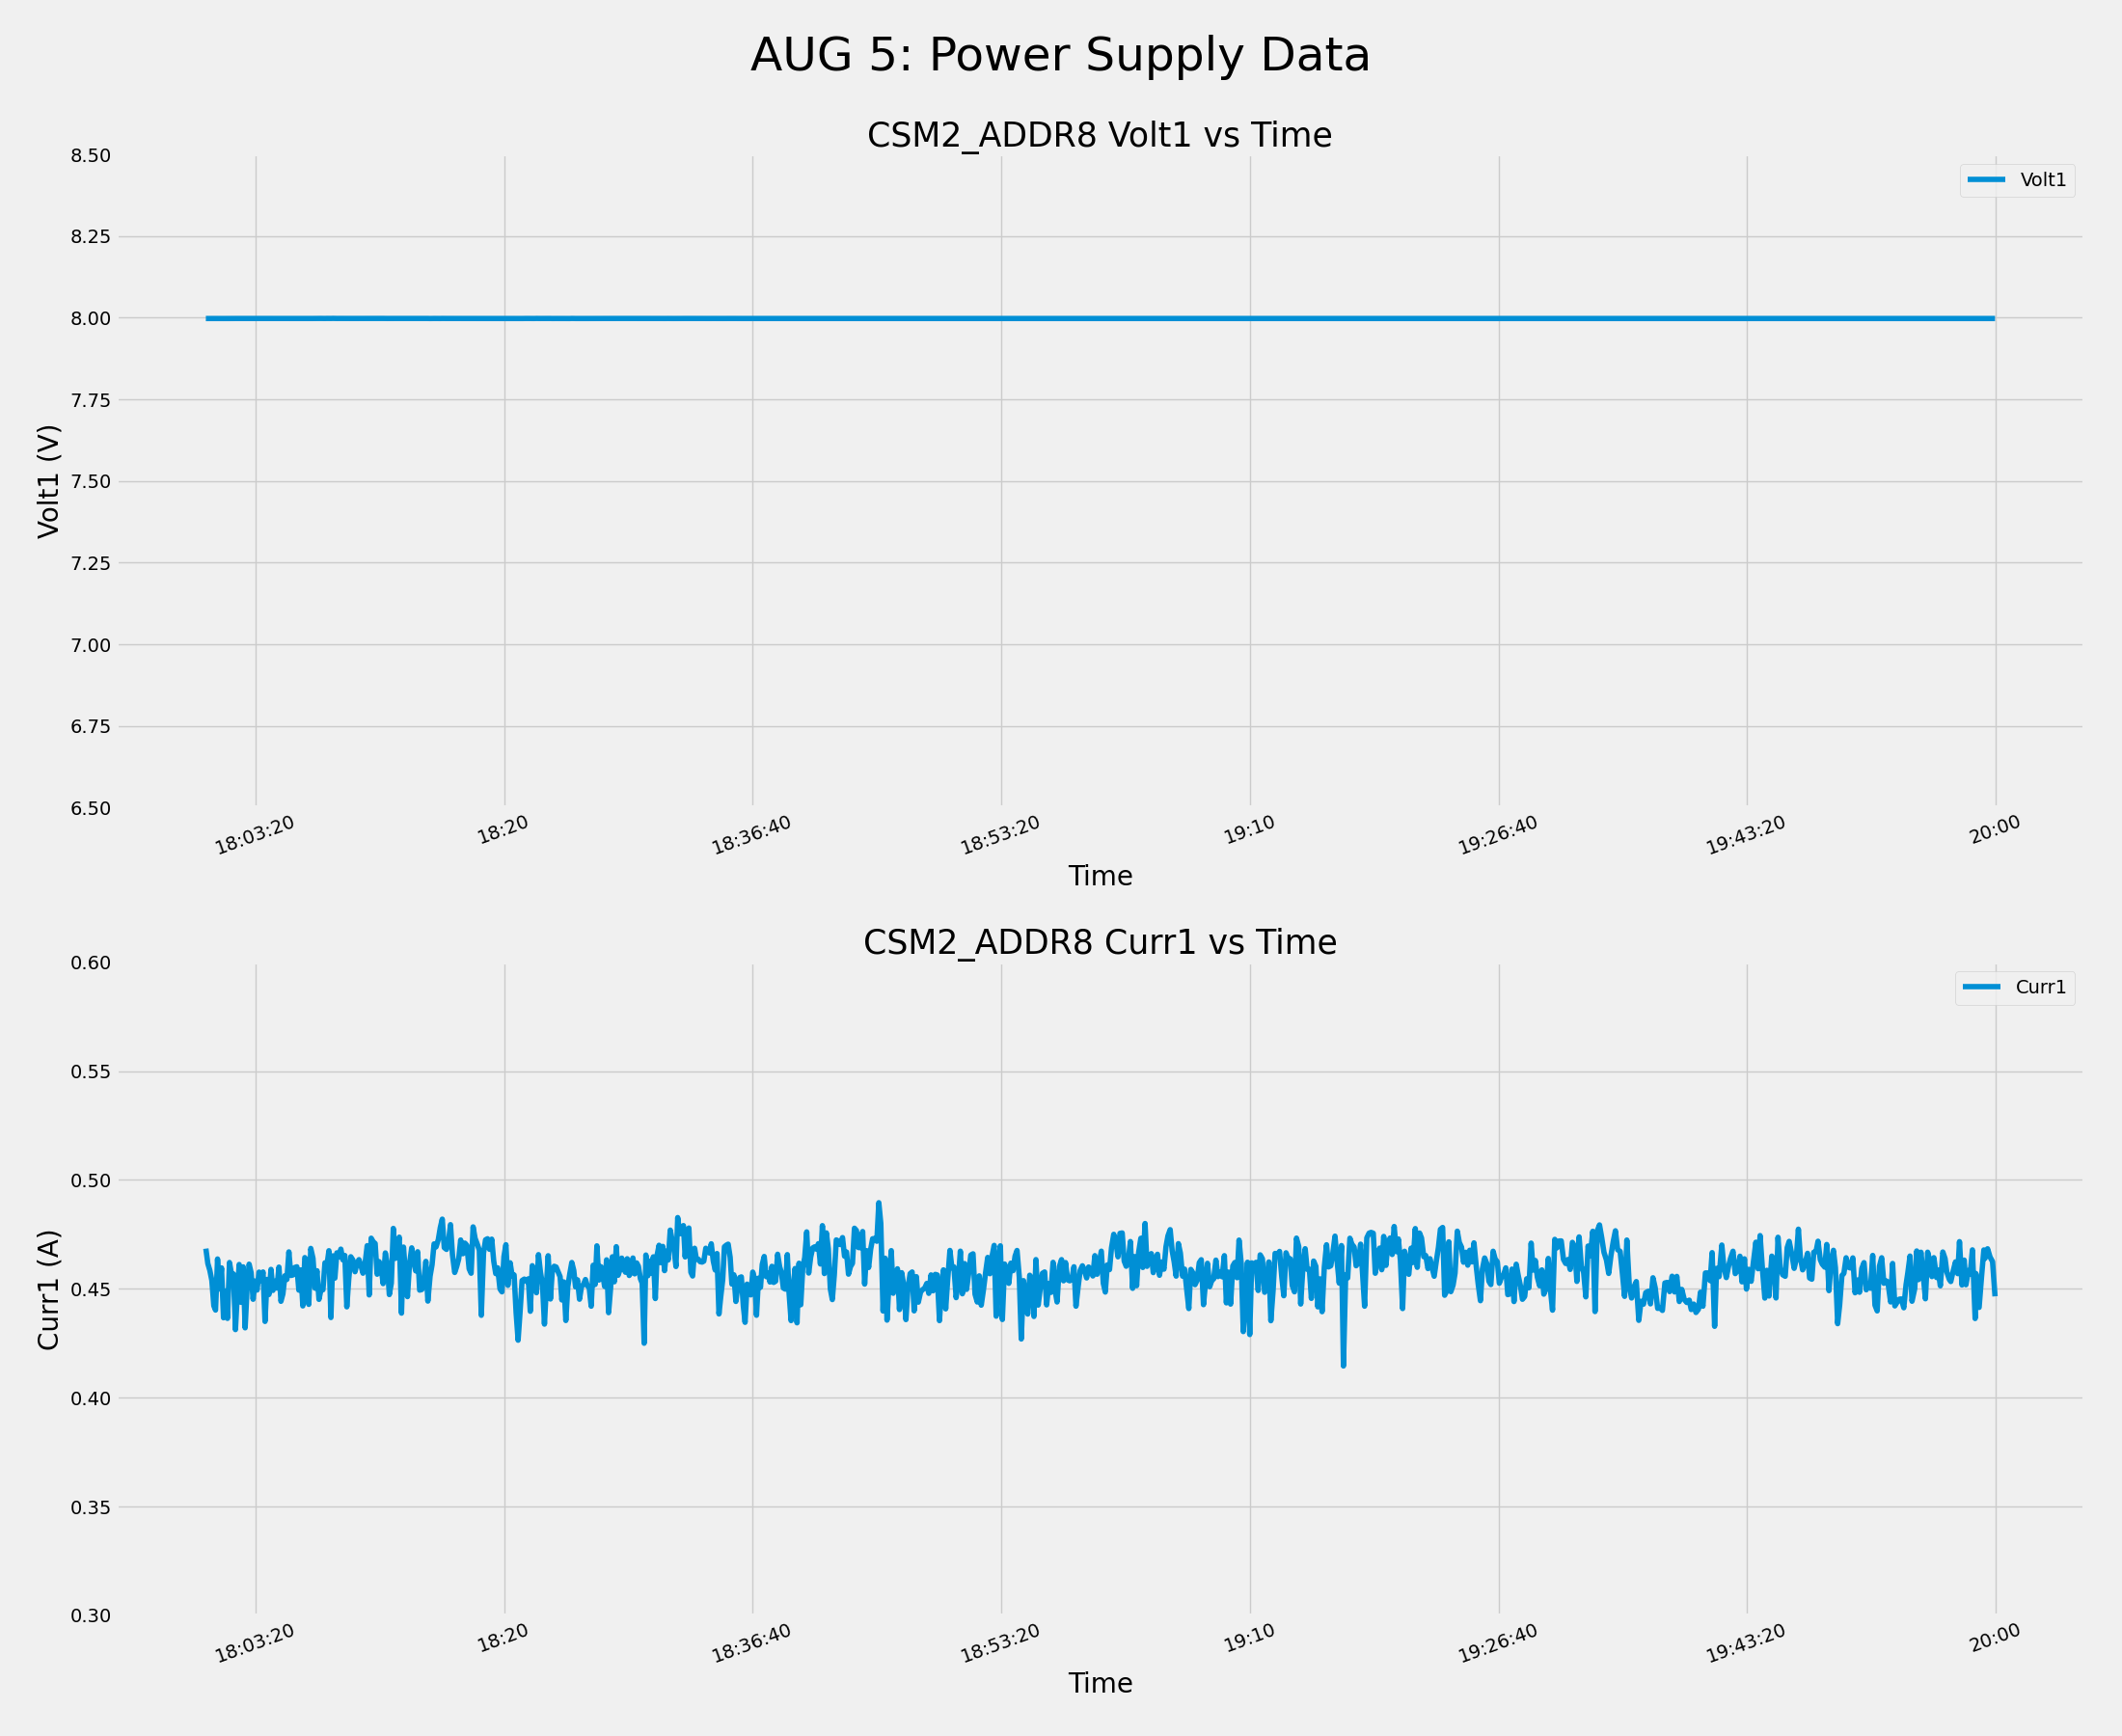 AUG 5: Power Supply Data
CSM2_ADDR8 Volt1 vs Time
Volt1
8.50
8.25
8.00
7.75
7.50
7.25
7.00
6.75
6.50
Volt1 (V)
18:03:20 18:20 18:36:40 18:53:20 19:10 19:26:40 19:43:20 20:00
Time
CSM2_ADDR8 Curr1 vs Time
Curr1
0.60
0.55
0.50
0.45
0.40
0.35
0.30
Curr1 (A)
18:03:20 18:20 18:36:40 18:53:20 19:10 19:26:40 19:43:20 20:00
Time